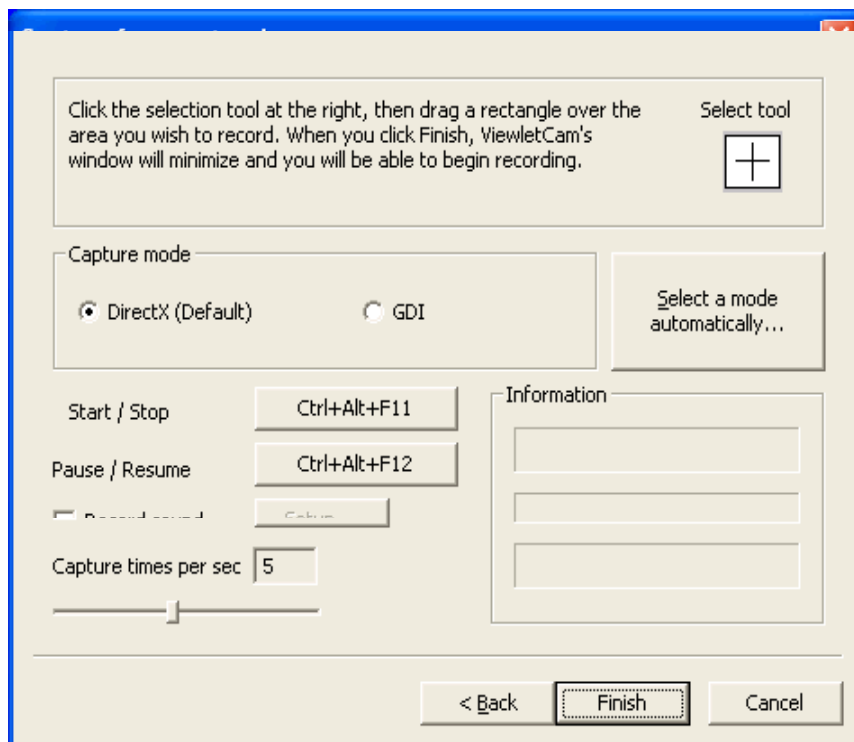 Click the selection tool at the right, then drag a rectangle over the
area you wish to record. When you click Finish, ViewletCam's
window will minimize and you will be able to begin recording.
Select tool
Capture mode
DirectX (Default)
GDI
Select a mode
automatically...
Start / Stop
Ctrl+Alt+F11
Information
Pause / Resume
Ctrl+Alt+F12
Record sound
Capture times per sec
5
< Back
Finish
Cancel